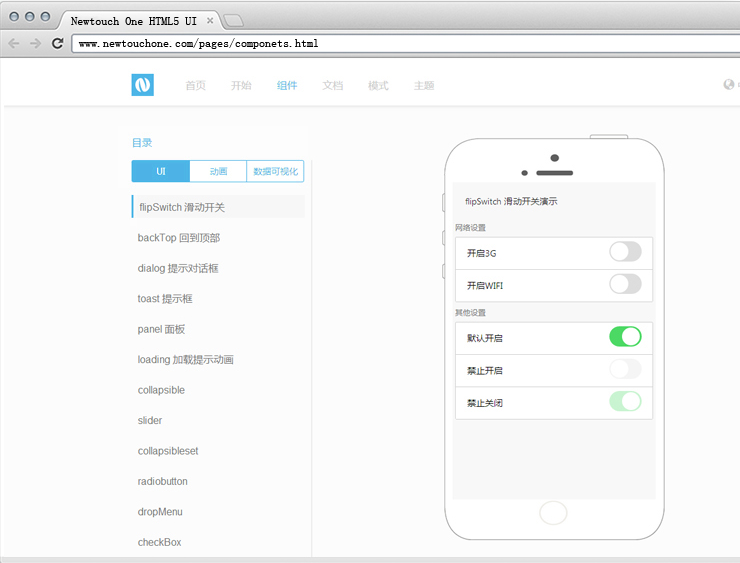 Newtouch One HTML5 UI
www.newtouchone.com/pages/componets.html
首页 开始 组件 文档 模式 主题
目录
UI 动画 数据可视化
flipSwitch 滑动开关
backTop 回到顶部
dialog 提示对话框
toast 提示框
panel 面板
loading 加载提示动画
collapsible
slider
collapsibleset
radiobutton
dropMenu
checkBox
flipSwitch 滑动开关演示
网络设置
开启3G
开启WIFI
其他设置
默认开启
禁止开启
禁止关闭